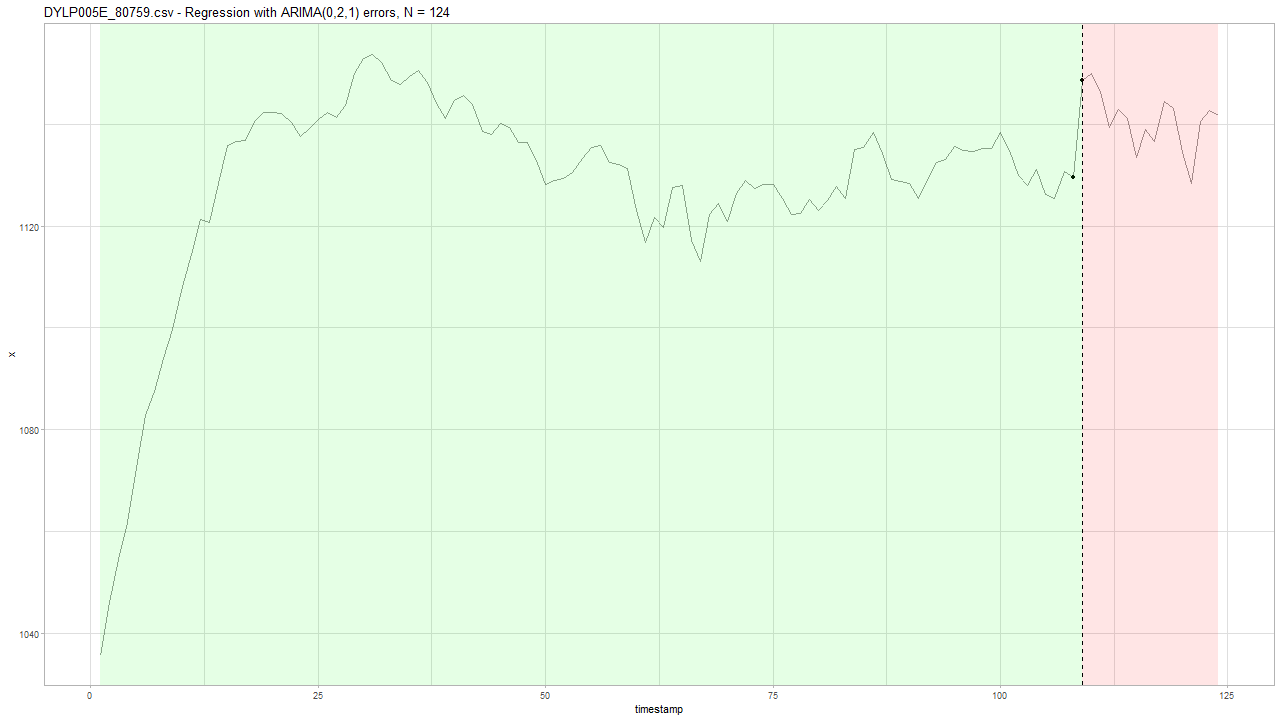 DYLP005E_80759.csv - Regression with ARIMA(0,2,1) errors, N = 124
x
1120
1080
1040
0 25 50 75 100 125
timestamp